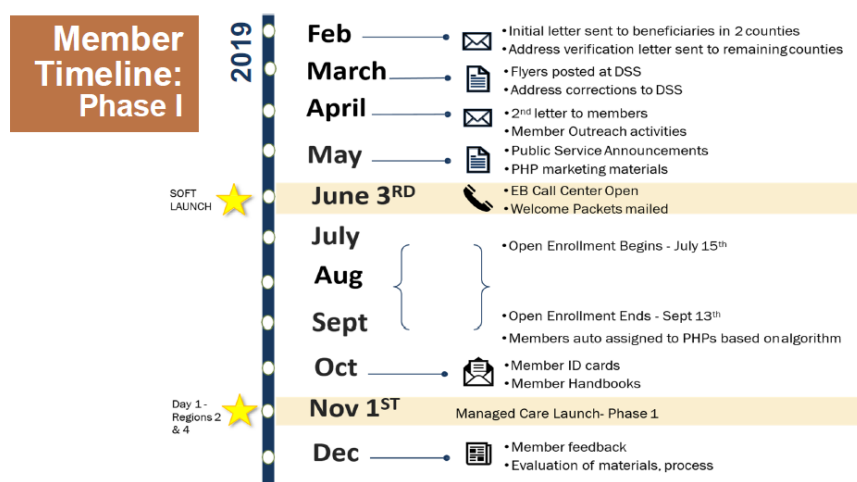 Member
Timeline:
Phase I
2019
Feb
• Initial letter sent to beneficiaries in 2 counties
• Address verification letter sent to remaining counties
March
• Flyers posted at DSS
• Address corrections to DSS
April
• 2nd letter to members
• Member Outreach activities
May
• Public Service Announcements
• PHP marketing materials
SOFT
LAUNCH
June 3RD
• EB Call Center Open
• Welcome Packets mailed
July
• Open Enrollment Begins - July 15th
Aug
Sept
• Open Enrollment Ends - Sept 13th
• Members auto assigned to PHPs based on algorithm
Oct
• Member ID cards
• Member Handbooks
Day 1 -
Regions 2
& 4
Nov 1ST
Managed Care Launch- Phase 1
Dec
• Member feedback
• Evaluation of materials, process